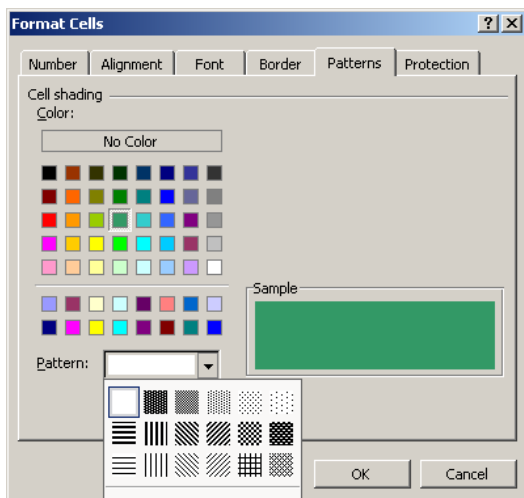 Format Cells
Number Alignment Font Border Patterns Protection
Cell shading
Color:
No Color
Sample
Pattern:
OK Cancel